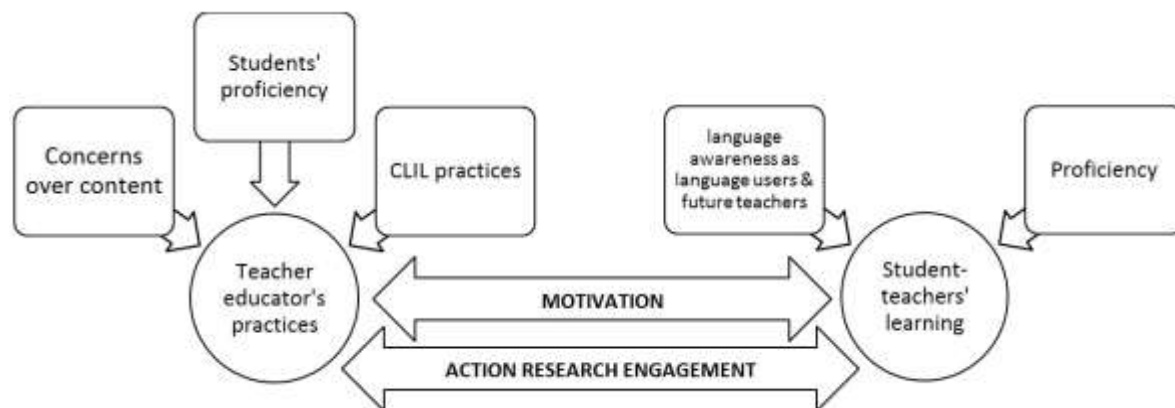 Students'
proficiency
Concerns
over content
CLIL practices
language
awareness as
language users &
future teachers
Proficiency
Teacher
educator's
practices
MOTIVATION
Student-
teachers'
learning
ACTION RESEARCH ENGAGEMENT